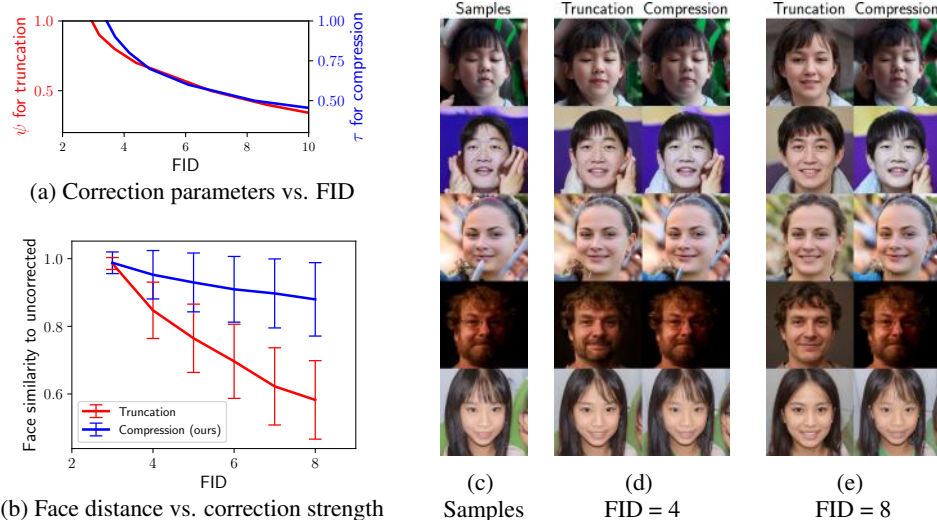 1.0
0.5
ψ for truncation
1.00
0.75
0.50
τ for compression
2 4 6 8 10
FID
(a) Correction parameters vs. FID
1.0
0.8
0.6
Face similarity to uncorrected
Truncation
Compression (ours)
2 4 6 8
FID
(b) Face distance vs. correction strength
Samples
(c)
Samples
Truncation Compression
(d)
FID = 4
Truncation Compression
(e)
FID = 8